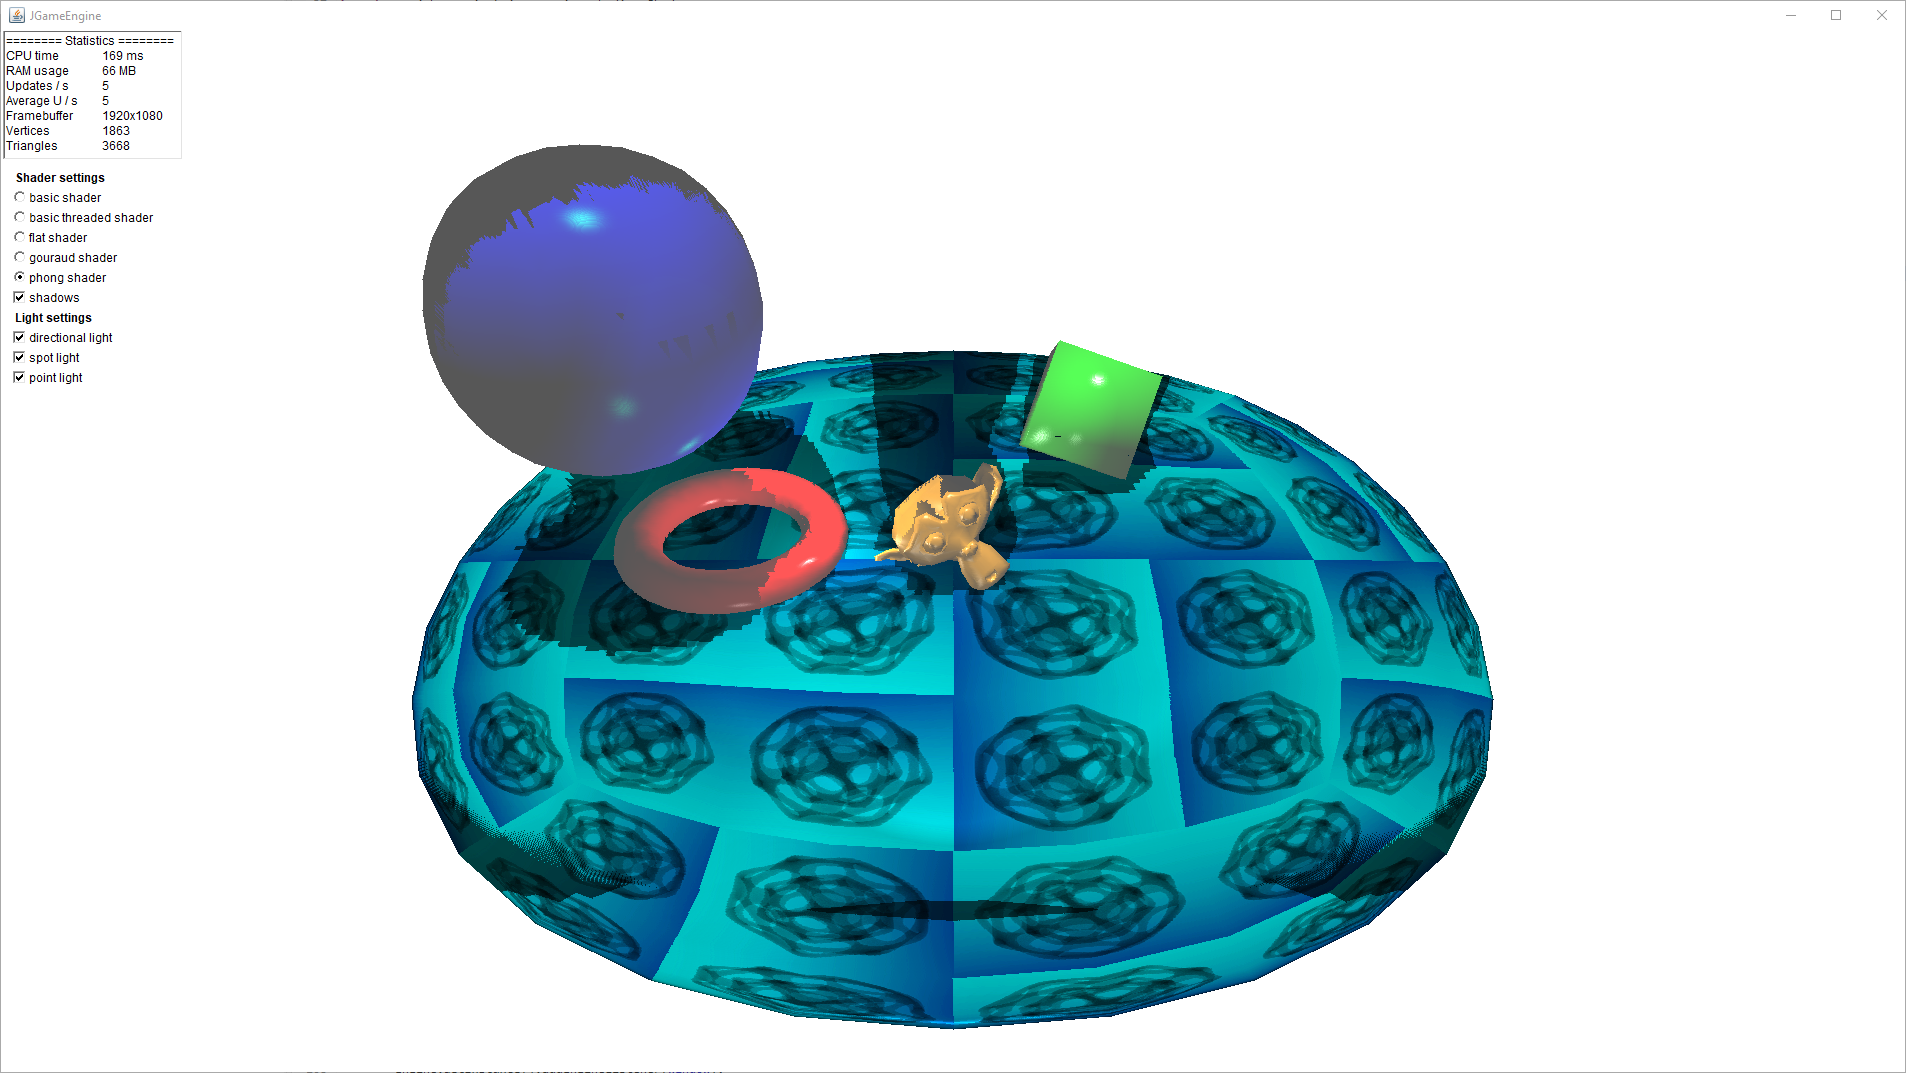 JGameEngine
======== Statistics ========
CPU time 169 ms
RAM usage 66 MB
Updates / s 5
Average U / s 5
Framebuffer 1920x1080
Vertices 1863
Triangles 3668
Shader settings
basic shader
basic threaded shader
flat shader
gouraud shader
phong shader
shadows
Light settings
directional light
spot light
point light